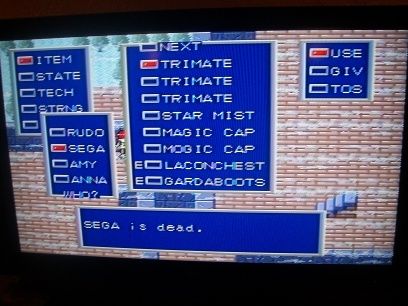 ITEM
STATE
TECH
STRNG
RUDO
SEGA
AMY
ANNA
WHO?
NEXT
TRIMATE
TRIMATE
TRIMATE
STAR MIST
MAGIC CAP
MOGIC CAP
E LACONCHEST
E GARDABOOTS
USE
GIV
TOS
SEGA is dead.